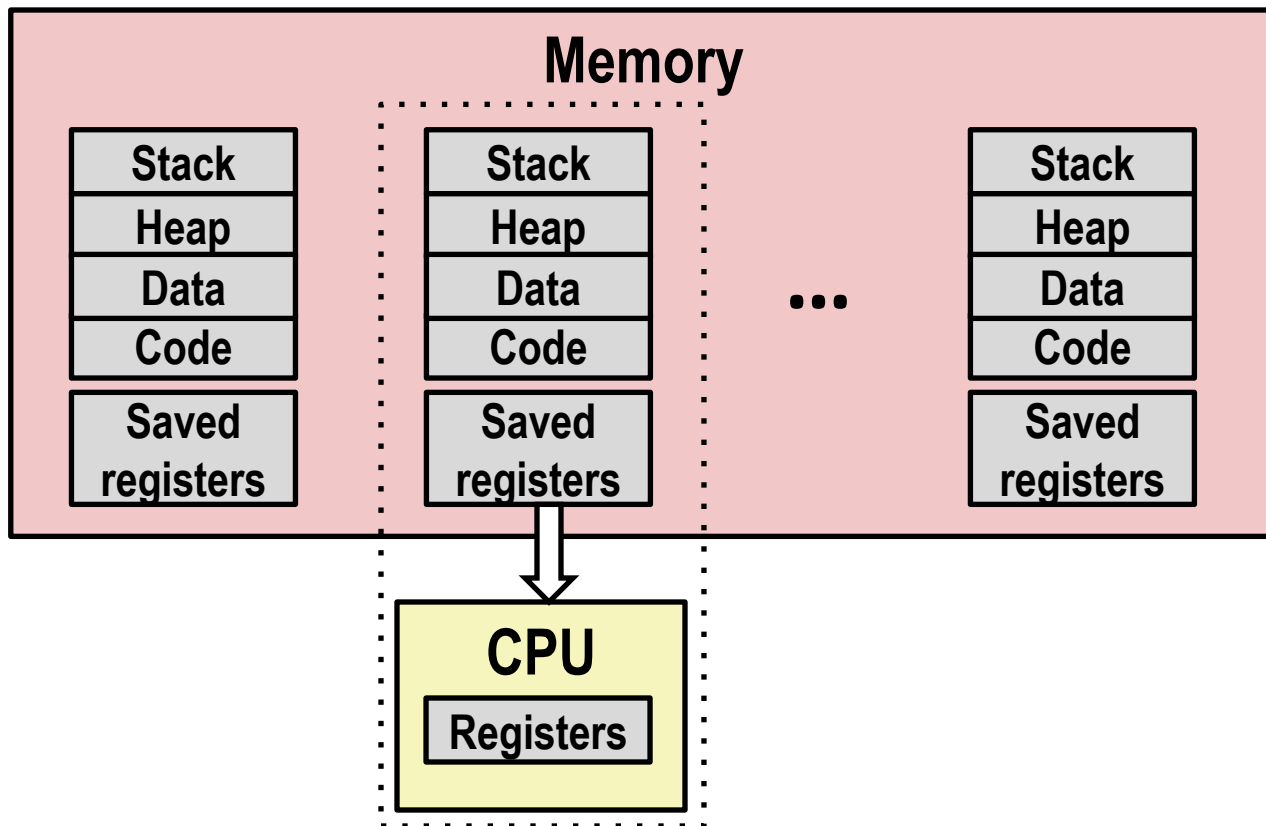 Memory
Stack
Heap
Data
Code
Saved
registers
Stack
Heap
Data
Code
Saved
registers
...
Stack
Heap
Data
Code
Saved
registers
CPU
Registers